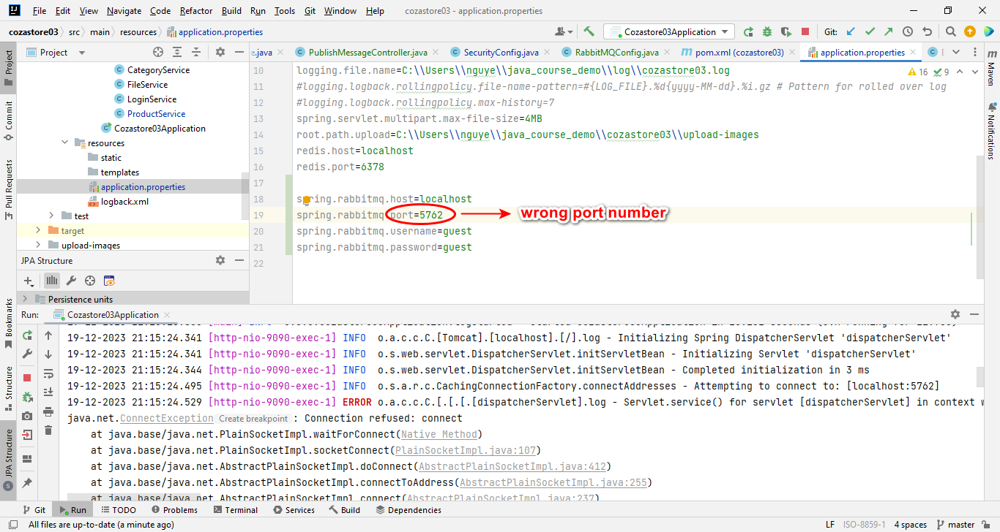 File Edit View Navigate Code Refactor Build Run Tools Git Window Help cozastore03 - application.properties
cozastore03 src main resources application.properties
Cozastore03Application
Git:
Project
e.java PublishMessageController.java SecurityConfig.java RabbitMQConfig.java pom.xml (cozastore03) application.properties
Project
Commit
Pull Requests
Bookmarks
Structure
JPA Structure
CategoryService
FileService
LoginService
ProductService
Cozastore03Application
resources
static
templates
application.properties
logback.xml
test
target
upload-images
JPA Structure
Persistence units
16 9
10 logging.file.name=C:\\Users\\nguye\\java_course_demo\\log\\cozastore03.log
11 #logging.logback.rollingpolicy.file-name-pattern=#{LOG_FILE}.%d{yyyy-MM-dd}.%i.gz # Pattern for rolled over log
12 #logging.logback.rollingpolicy.max-history=7
13 spring.servlet.multipart.max-file-size=4MB
14 root.path.upload=C:\\Users\\nguye\\java_course_demo\\cozastore03\\upload-images
15 redis.host=localhost
16 redis.port=6378
17
18 spring.rabbitmq.host=localhost
19 spring.rabbitmq.port=5762
wrong port number
20 spring.rabbitmq.username=guest
21 spring.rabbitmq.password=guest
22
Maven
Notifications
Run: Cozastore03Application
19-12-2023 21:15:24.341 [http-nio-9090-exec-1] INFO o.a.c.c.C.[Tomcat].[localhost].[/].log - Initializing Spring DispatcherServlet 'dispatcherServlet'
19-12-2023 21:15:24.341 [http-nio-9090-exec-1] INFO o.s.web.servlet.DispatcherServlet.initServletBean - Initializing Servlet 'dispatcherServlet'
19-12-2023 21:15:24.344 [http-nio-9090-exec-1] INFO o.s.web.servlet.DispatcherServlet.initServletBean - Completed initialization in 3 ms
19-12-2023 21:15:24.495 [http-nio-9090-exec-1] INFO o.s.a.r.c.CachingConnectionFactory.connectAddresses - Attempting to connect to: [localhost:5762]
19-12-2023 21:15:24.529 [http-nio-9090-exec-1] ERROR o.a.c.c.C.[.[.[.[dispatcherServlet].log - Servlet.service() for servlet [dispatcherServlet] in context w
java.net.ConnectException Create breakpoint : Connection refused: connect
at java.base/java.net.PlainSocketImpl.waitForConnect(Native Method)
at java.base/java.net.PlainSocketImpl.socketConnect(PlainSocketImpl.java:107)
at java.base/java.net.AbstractPlainSocketImpl.doConnect(AbstractPlainSocketImpl.java:412)
at java.base/java.net.AbstractPlainSocketImpl.connectToAddress(AbstractPlainSocketImpl.java:255)
at java.base/java.net.AbstractPlainSocketImpl.connect(AbstractPlainSocketImpl.java:237)
Git Run TODO Problems Terminal Services Build Dependencies
All files are up-to-date (a minute ago) LF ISO-8859-1 4 spaces master